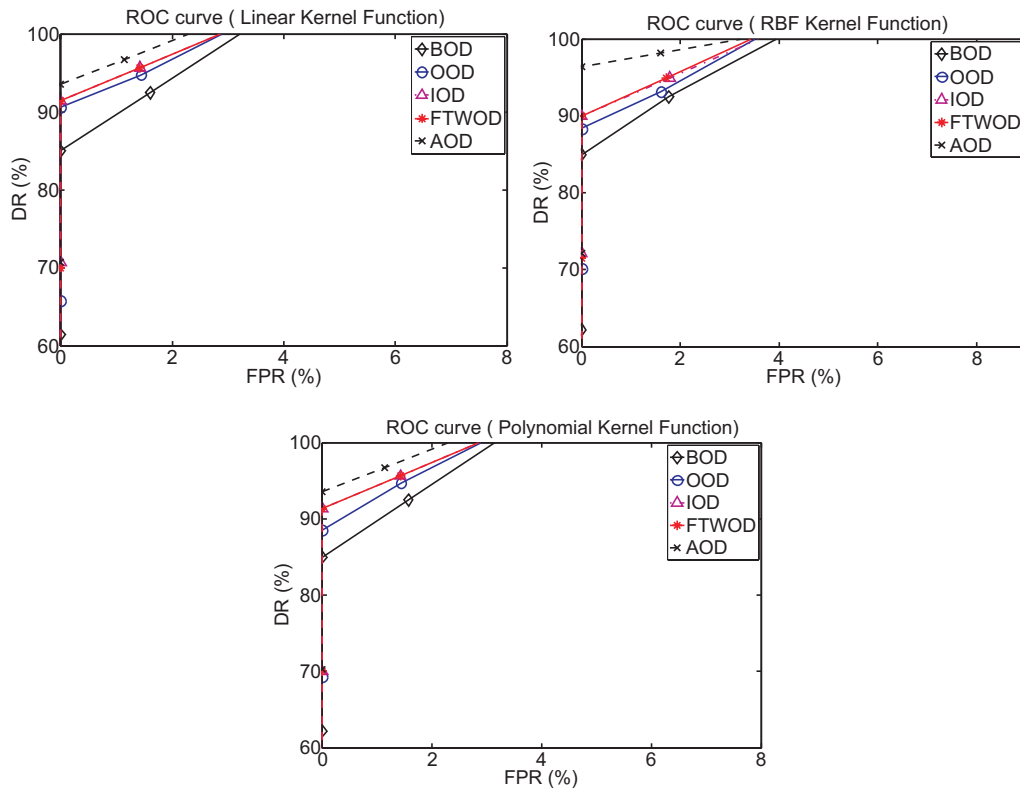 ROC curve ( Linear Kernel Function)
100
90
80
70
60
DR (%)
0 2 4 6 8
FPR (%)
BOD
OOD
IOD
FTWOD
AOD
ROC curve ( RBF Kernel Function)
100
90
80
70
60
DR (%)
0 2 4 6 8
FPR (%)
BOD
OOD
IOD
FTWOD
AOD
ROC curve ( Polynomial Kernel Function)
100
90
80
70
60
DR (%)
0 2 4 6 8
FPR (%)
BOD
OOD
IOD
FTWOD
AOD